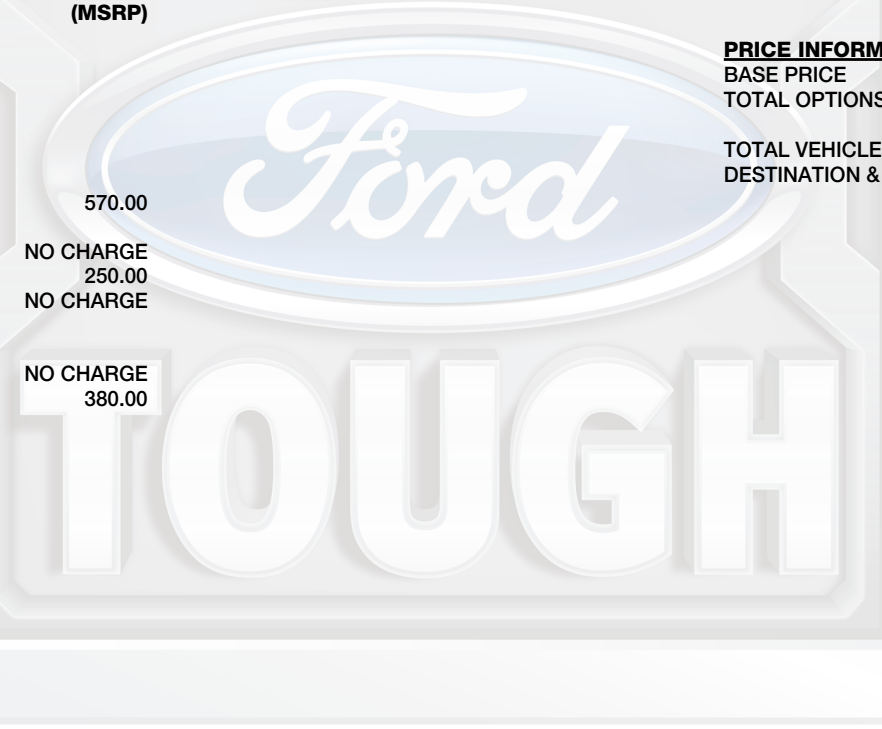 (MSRP)
570.00
NO CHARGE
250.00
NO CHARGE
NO CHARGE
380.00
PRICE INFORM
BASE PRICE
TOTAL OPTIONS
TOTAL VEHICLE
DESTINATION &
Ford
TOUGH